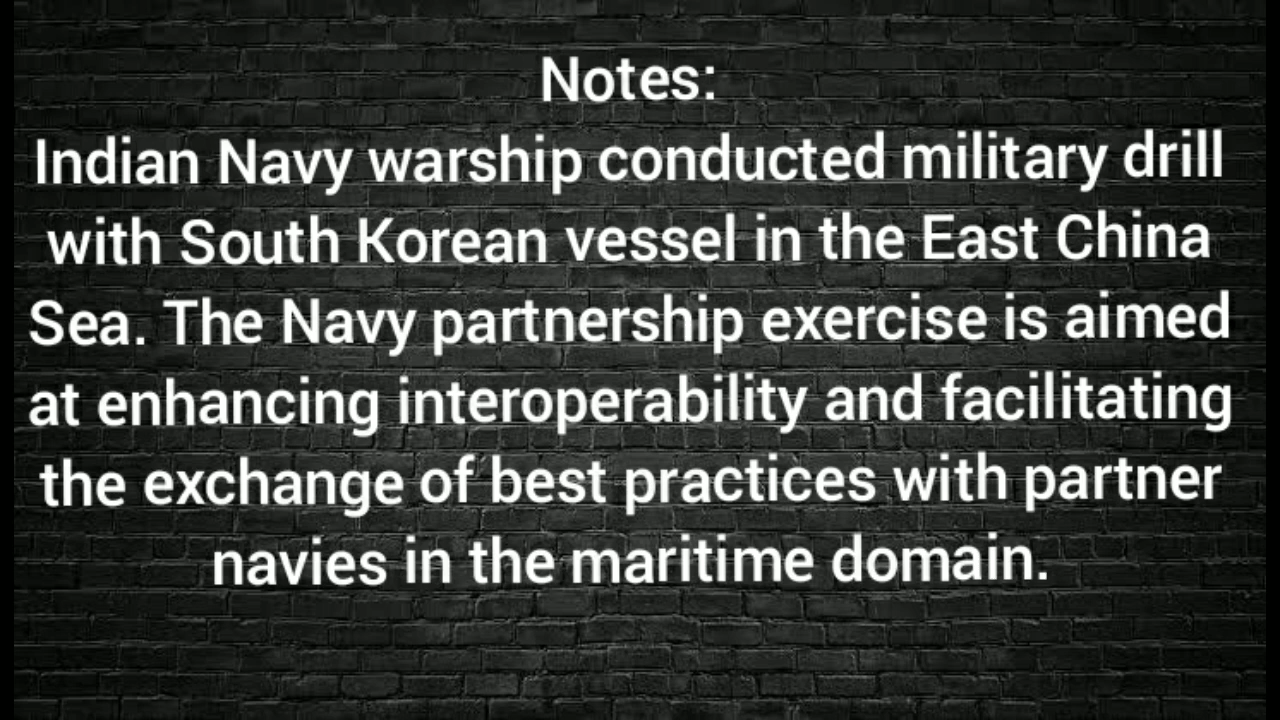 Notes:
Indian Navy warship conducted military drill
with South Korean vessel in the East China
Sea. The Navy partnership exercise is aimed
at enhancing interoperability and facilitating
the exchange of best practices with partner
navies in the maritime domain.